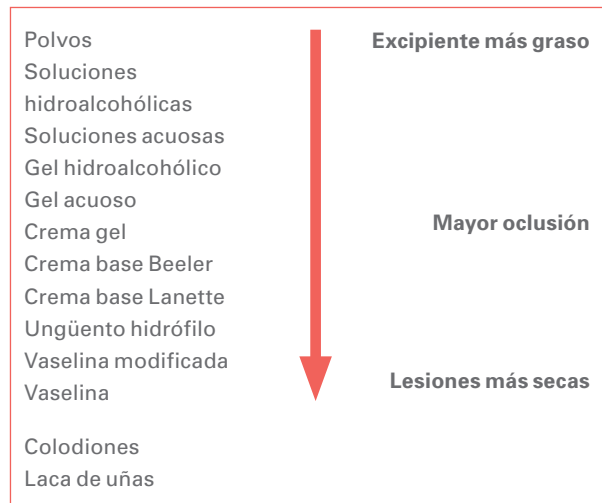 Polvos
Soluciones
hidroalcohólicas
Soluciones acuosas
Gel hidroalcohólico
Gel acuoso
Crema gel
Crema base Beeler
Crema base Lanette
Ungüento hidrófilo
Vaselina modificada
Vaselina
Colodiones
Laca de uñas
Excipiente más graso
Mayor oclusión
Lesiones más secas